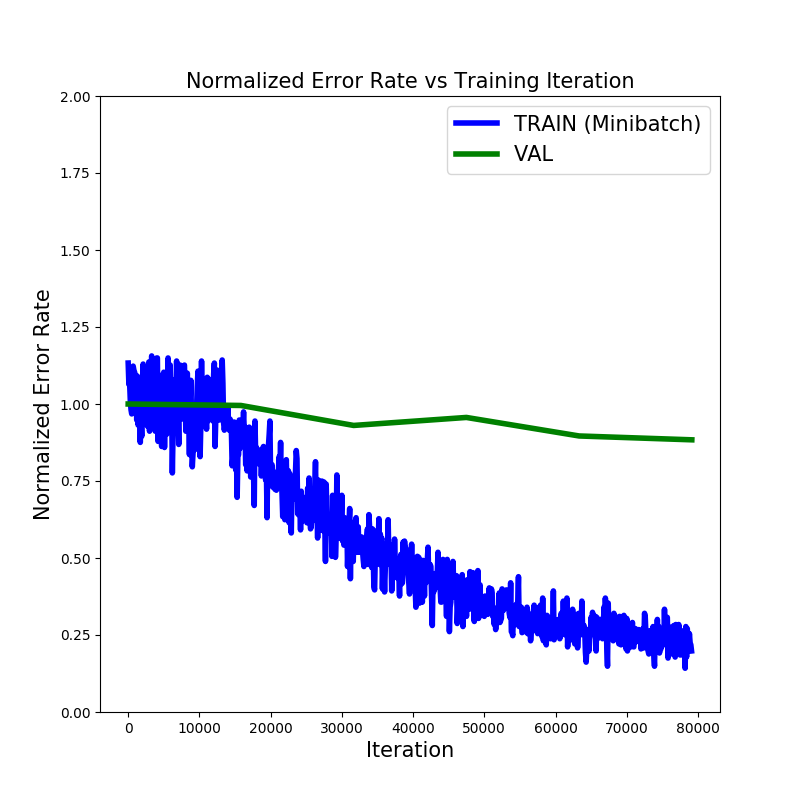 Normalized Error Rate vs Training Iteration
TRAIN (Minibatch)
VAL
Normalized Error Rate
2.00
1.75
1.50
1.25
1.00
0.75
0.50
0.25
0.00
0 10000 20000 30000 40000 50000 60000 70000 80000
Iteration